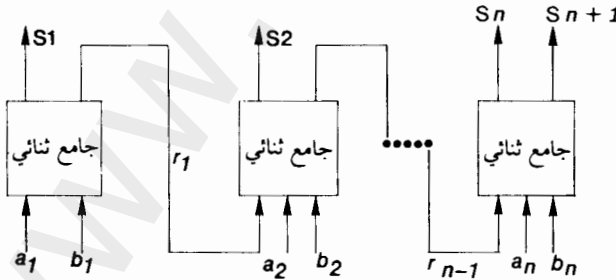 Sn Sn+1
S1 S2
جامع ثنائي جامع ثنائي جامع ثنائي
r1
a1 b1 a2 b2 rn-1 an bn
WWW.